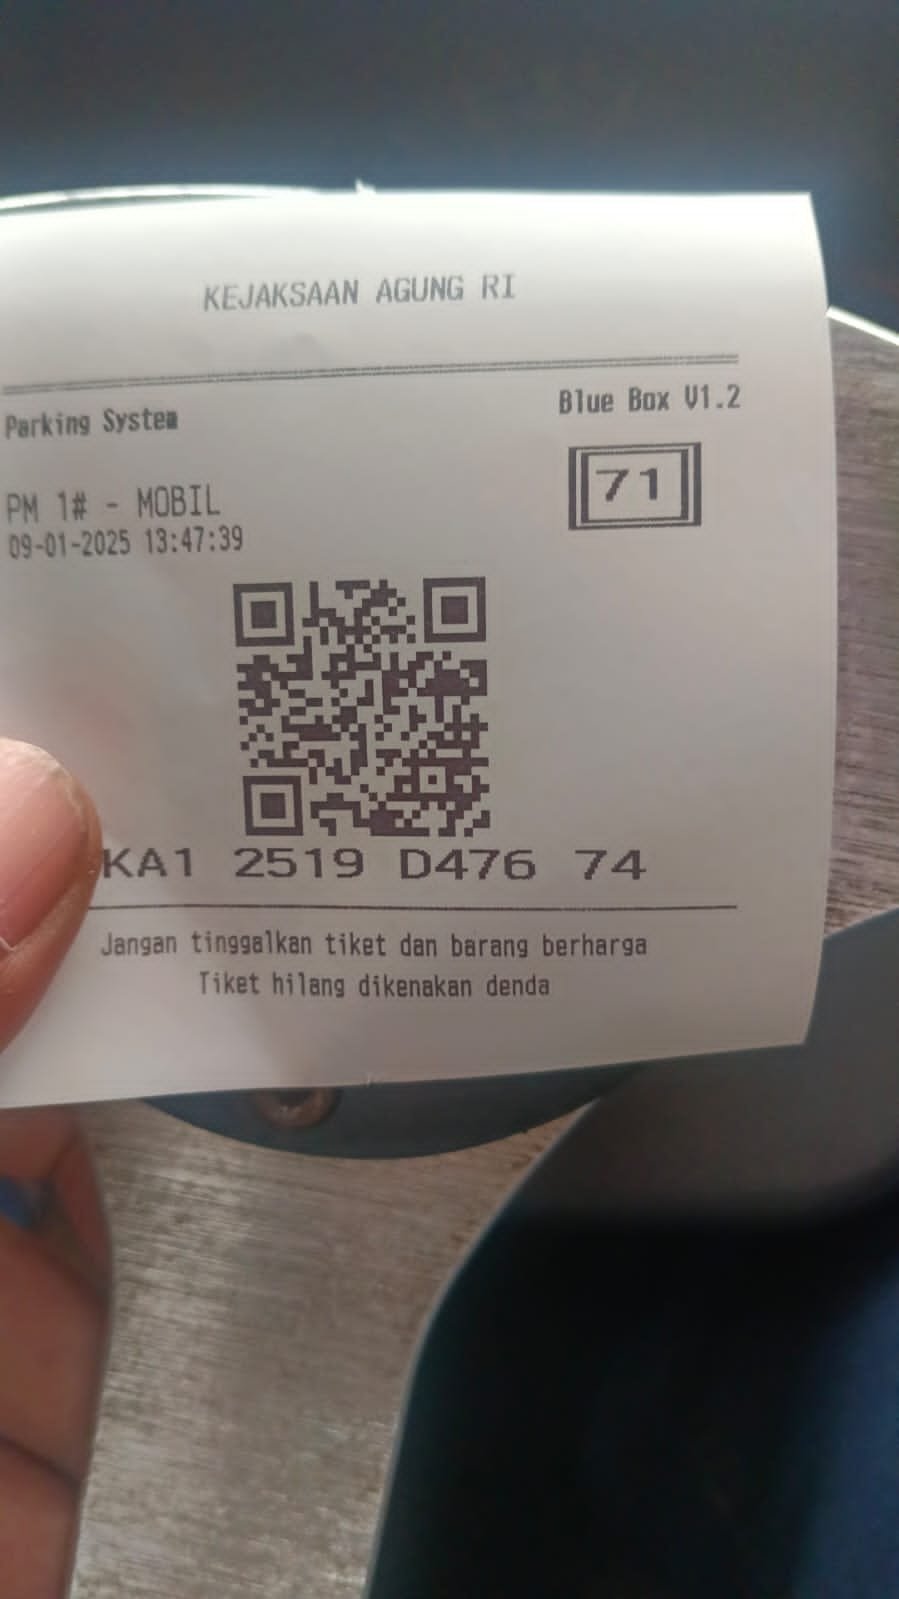 KEJAKSAAN AGUNG RI
Parking System
Blue Box V1.2
71
PM 1# - MOBIL
09-01-2025 13:47:39
KA1 2519 D476 74
Jangan tinggalkan tiket dan barang berharga
Tiket hilang dikenakan denda